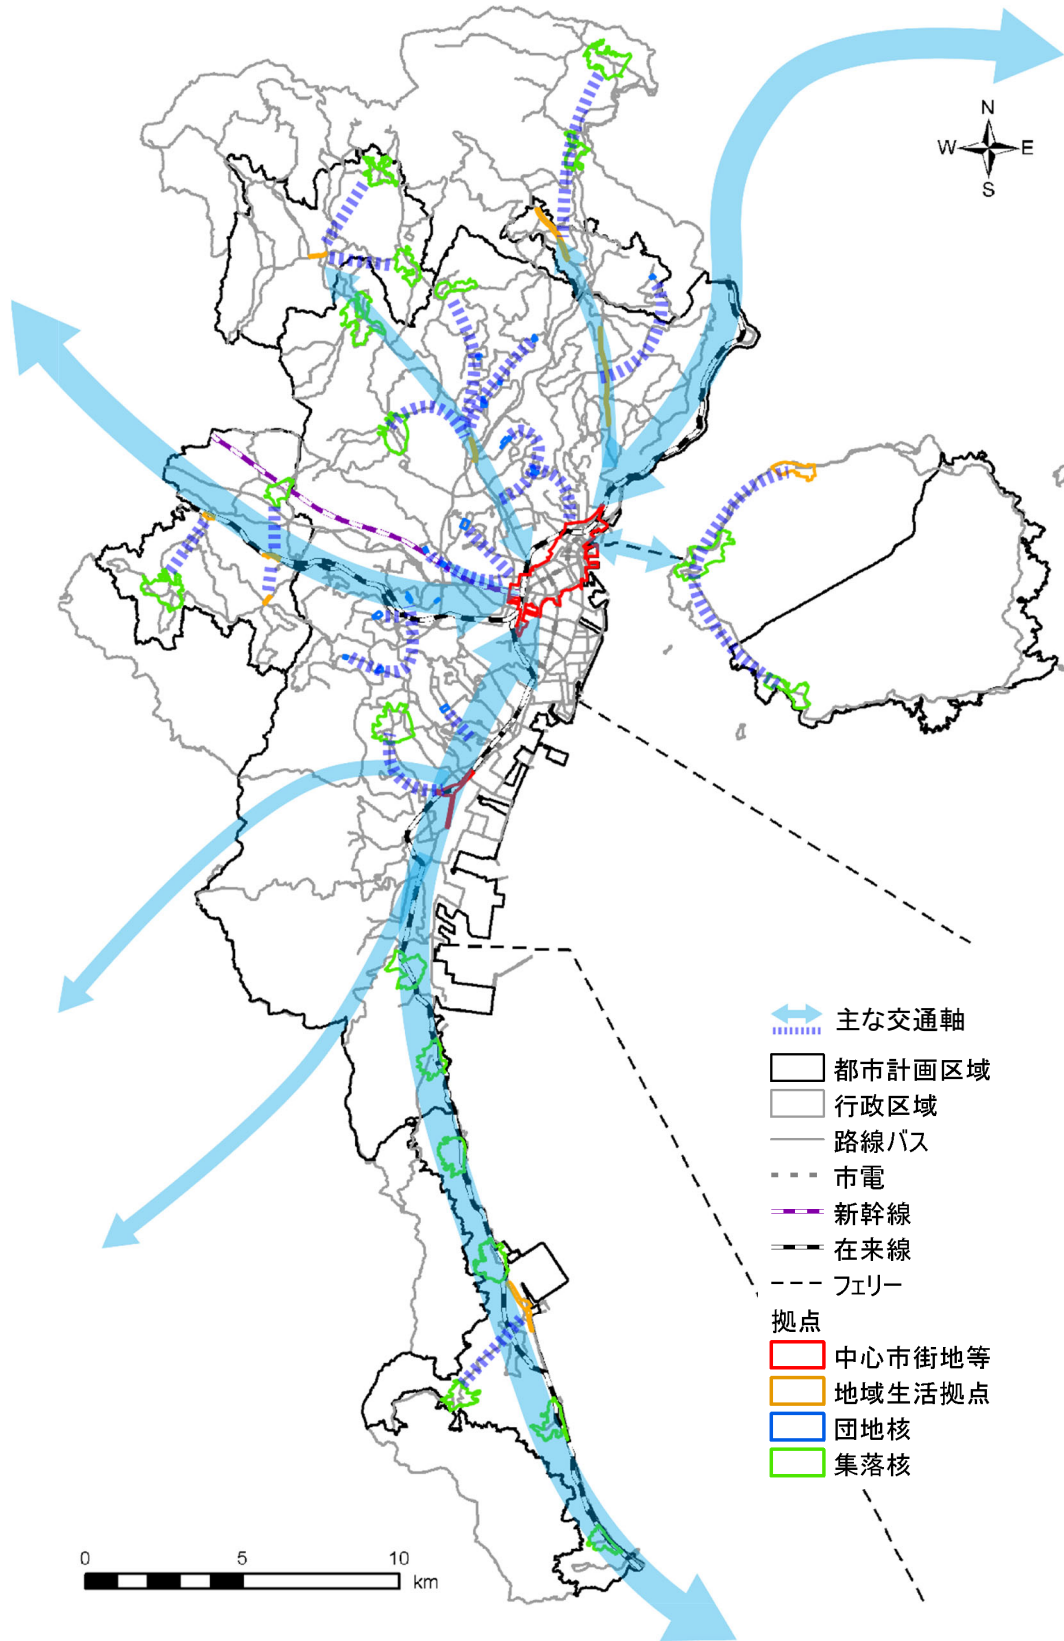 N
W E
S
主な交通軸
都市計画区域
行政区域
路線バス
市電
新幹線
在来線
フェリー
拠点
中心市街地等
地域生活拠点
団地核
集落核
0 5 10
km